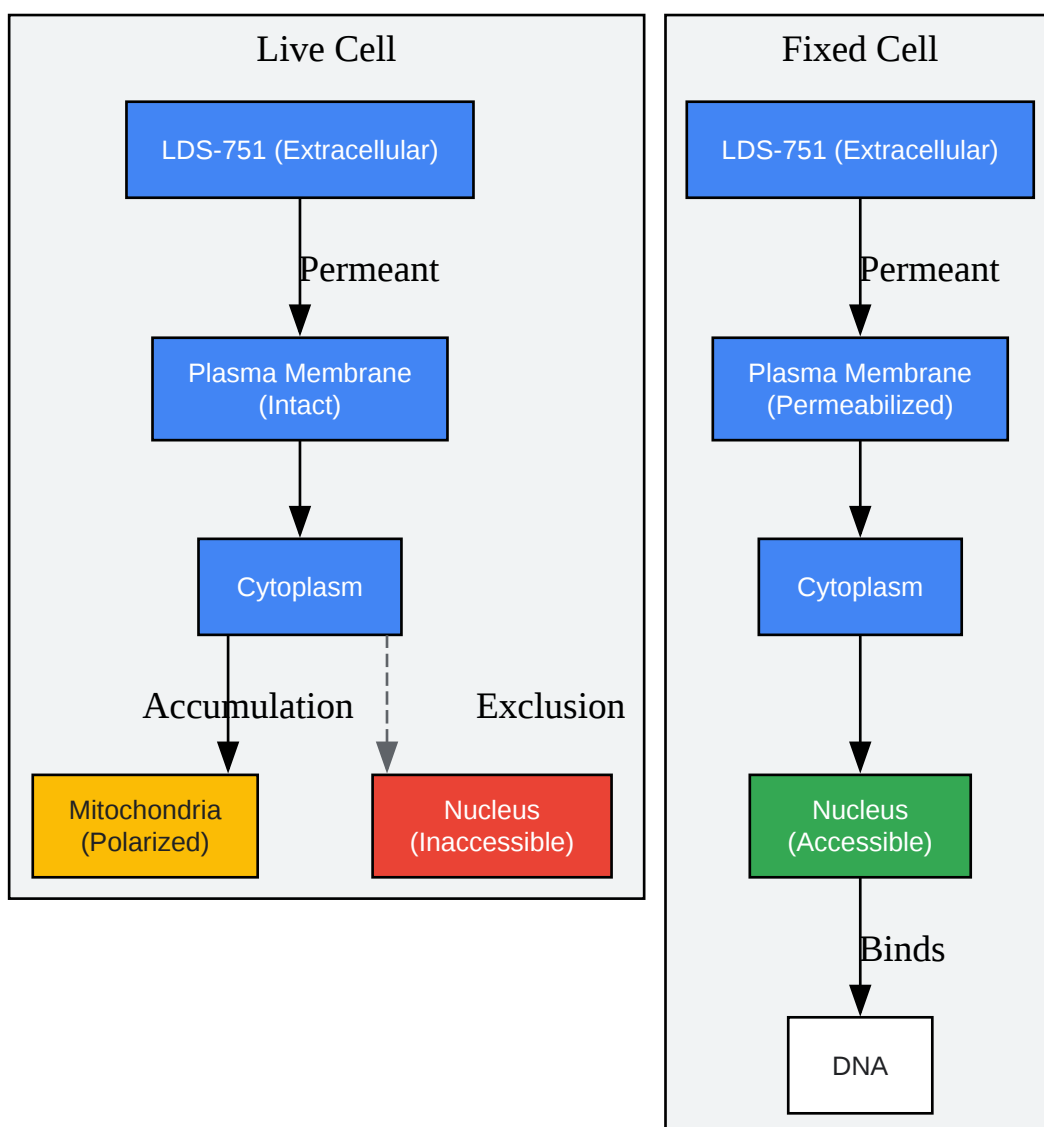 Live Cell
LDS-751 (Extracellular)
Permeant
Plasma Membrane
(Intact)
Cytoplasm
Accumulation
Exclusion
Mitochondria
(Polarized)
Nucleus
(Inaccessible)
Fixed Cell
LDS-751 (Extracellular)
Permeant
Plasma Membrane
(Permeabilized)
Cytoplasm
Nucleus
(Accessible)
Binds
DNA